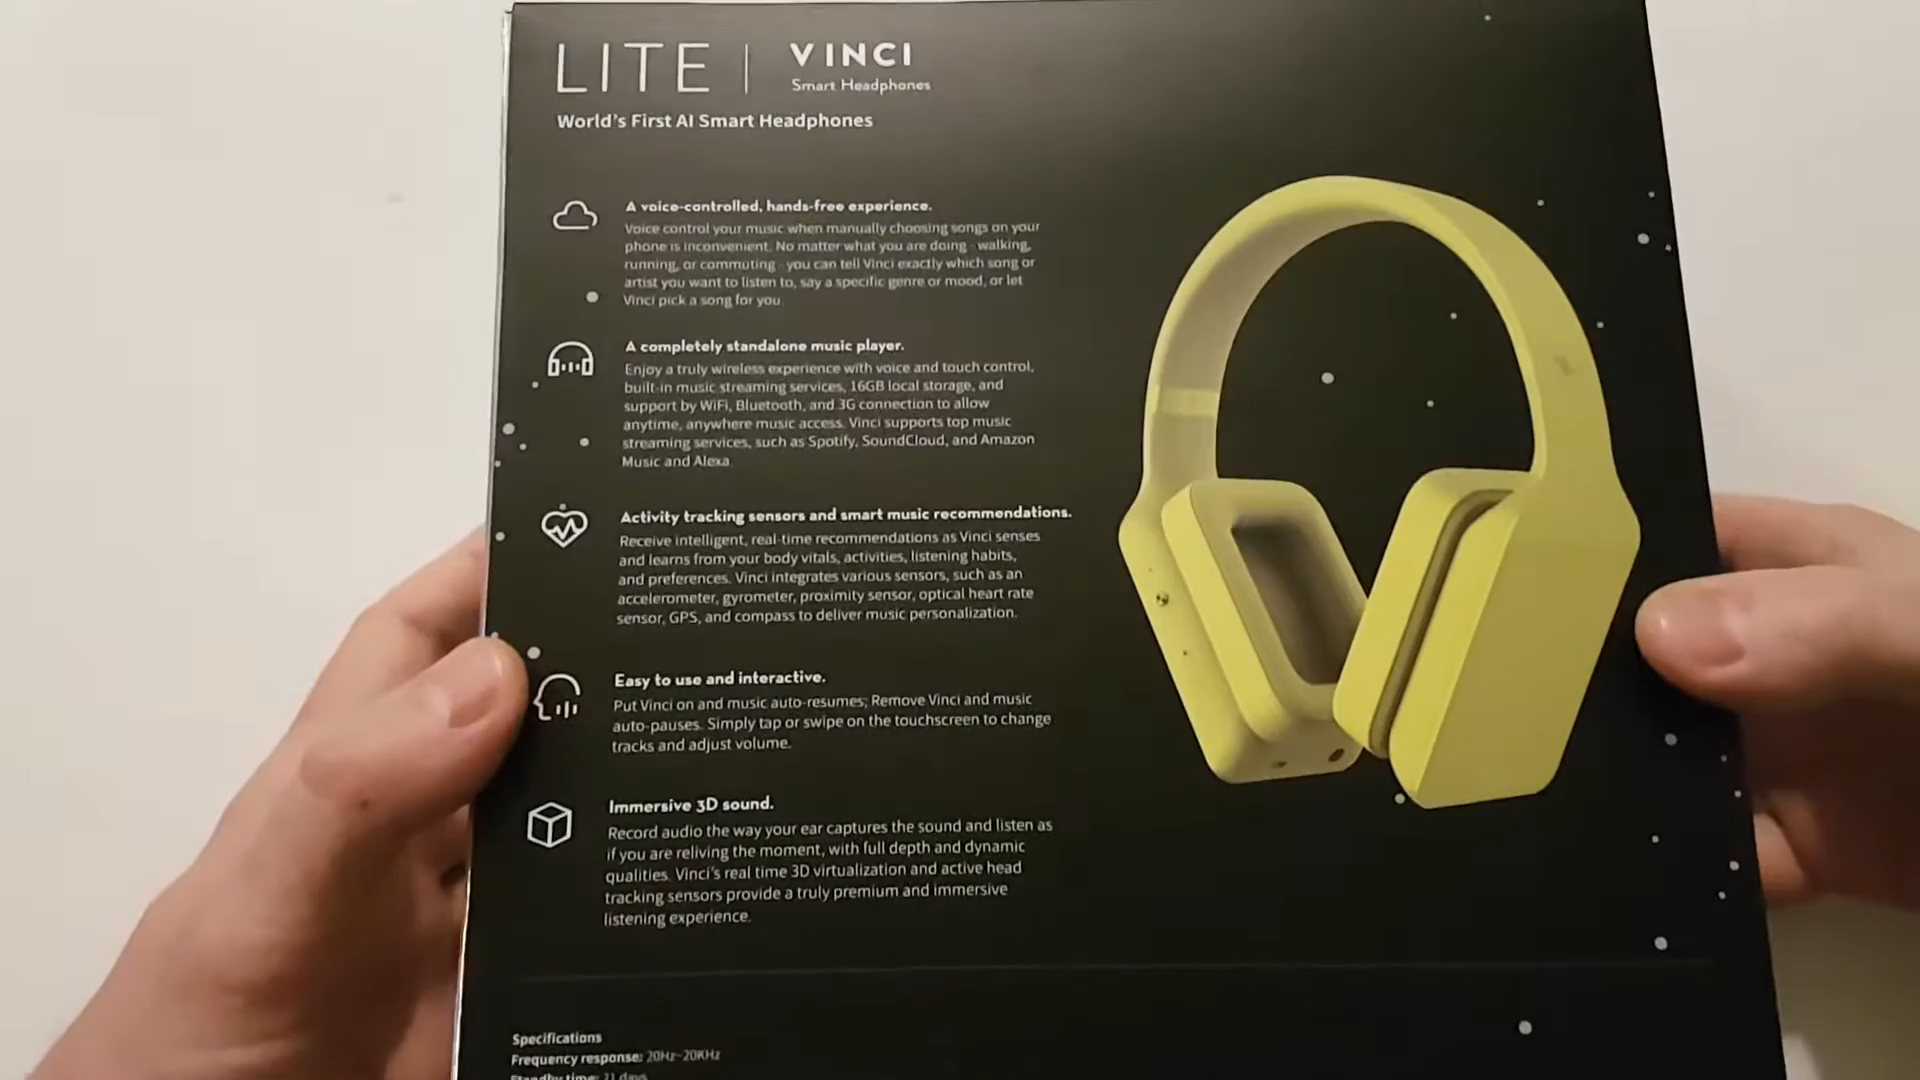 LITE | VINCI
Smart Headphones
World's First AI Smart Headphones
A voice-controlled, hands-free experience.
Voice control your music when manually choosing songs on your
phone is inconvenient. No matter what you are doing - walking,
running, or commuting - you can tell Vinci exactly which song or
artist you want to listen to, say a specific genre or mood, or let
Vinci pick a song for you.
A completely standalone music player.
Enjoy a truly wireless experience with voice and touch control,
built-in music streaming services, 16GB local storage, and
support by WiFi, Bluetooth, and 3G connection to allow
anytime, anywhere music access. Vinci supports top music
streaming services, such as Spotify, SoundCloud, and Amazon
Music and Alexa.
Activity tracking sensors and smart music recommendations.
Receive intelligent, real-time recommendations as Vinci senses
and learns from your body vitals, activities, listening habits,
and preferences. Vinci integrates various sensors, such as an
accelerometer, gyrometer, proximity sensor, optical heart rate
sensor, GPS, and compass to deliver music personalization.
Easy to use and interactive.
Put Vinci on and music auto-resumes; Remove Vinci and music
auto-pauses. Simply tap or swipe on the touchscreen to change
tracks and adjust volume.
Immersive 3D sound.
Record audio the way your ear captures the sound and listen as
if you are reliving the moment, with full depth and dynamic
qualities. Vinci's real time 3D virtualization and active head
tracking sensors provide a truly premium and immersive
listening experience.
Specifications
Frequency response: 20Hz-20KHz
Standby time: days